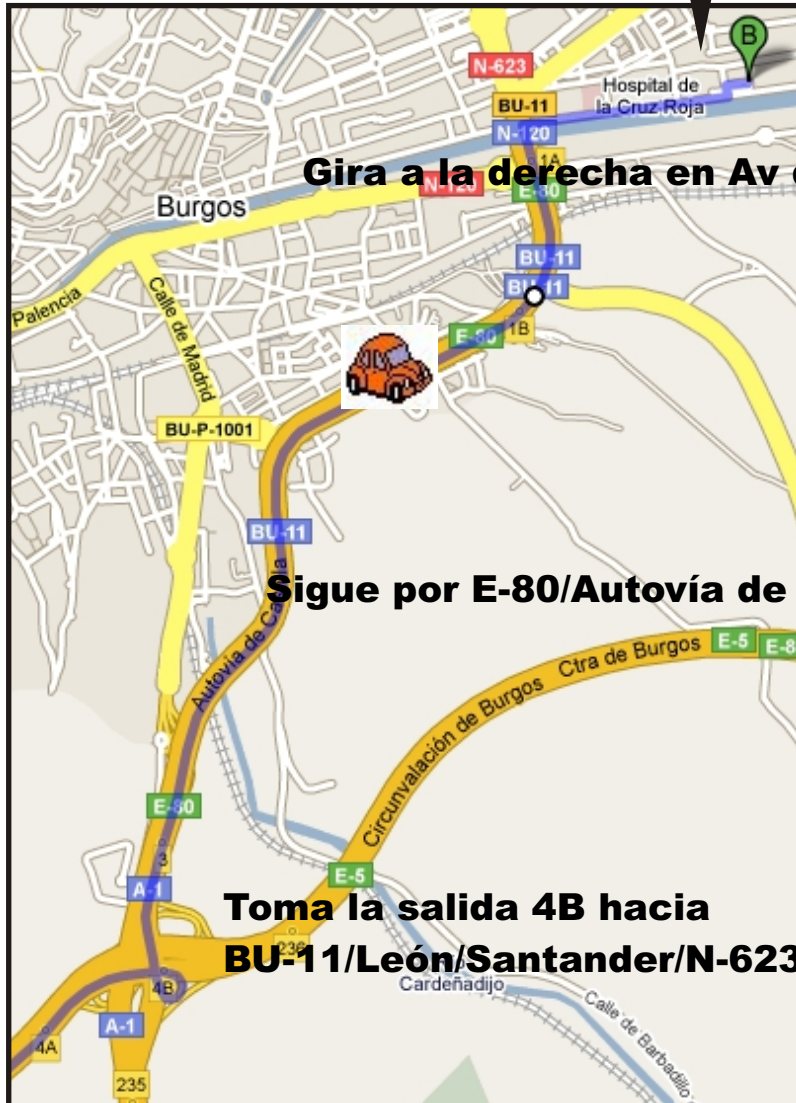 B
N-623
Hospital de
la Cruz Roja
BU-11
N-120
1A
Gira a la derecha en Av
N-120
E-80
Burgos
BU-11
BU-11
Palencia
Calle de Madrid
E-80
1B
BU-P-1001
BU-11
Sigue por E-80/Autovía de
Autovía de
Ctra de Burgos
E-5
E-8
Circunvalación de Burgos
E-80
3
E-5
A-1
Toma la salida 4B hacia
236
BU-11/León/Santander/N-623
4B
Cardeñadijo
Calle de Barbadillo
A-1
4A
235